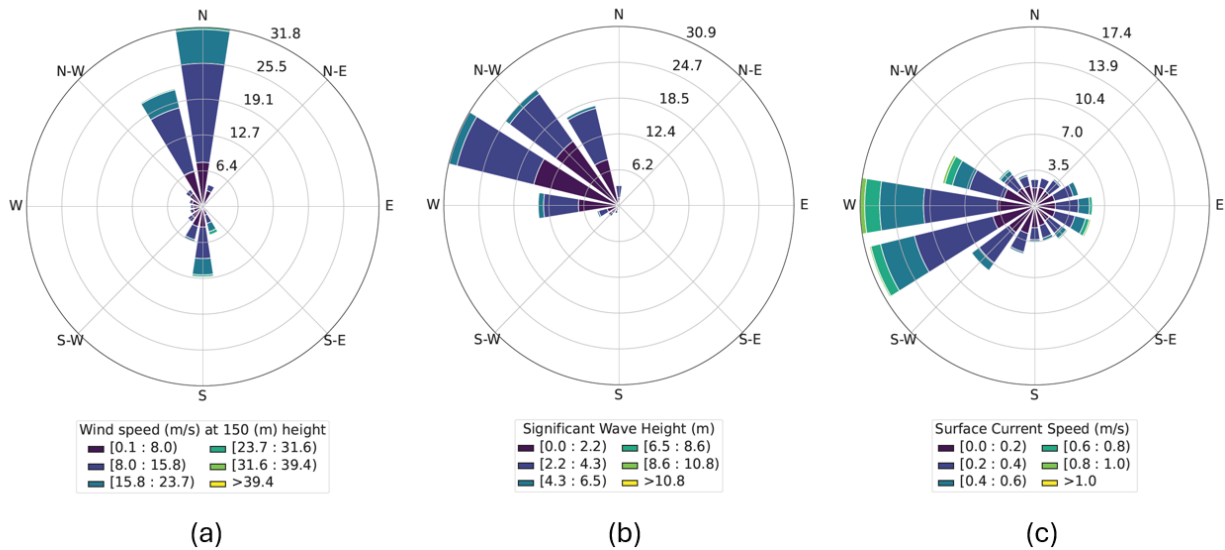 N
31.8
25.5
19.1
12.7
6.4
N-W
N-E
W
E
S-W
S-E
S
Wind speed (m/s) at 150 (m) height
[0.1 : 8.0)
[8.0 : 15.8)
[15.8 : 23.7)
[23.7 : 31.6)
[31.6 : 39.4)
>39.4
(a)
N
30.9
24.7
18.5
12.4
6.2
N-W
N-E
W
E
S-W
S-E
S
Significant Wave Height (m)
[0.0 : 2.2)
[2.2 : 4.3)
[4.3 : 6.5)
[6.5 : 8.6)
[8.6 : 10.8)
>10.8
(b)
N
17.4
13.9
10.4
7.0
3.5
N-W
N-E
W
E
S-W
S-E
S
Surface Current Speed (m/s)
[0.0 : 0.2)
[0.2 : 0.4)
[0.4 : 0.6)
[0.6 : 0.8)
[0.8 : 1.0)
>1.0
(c)